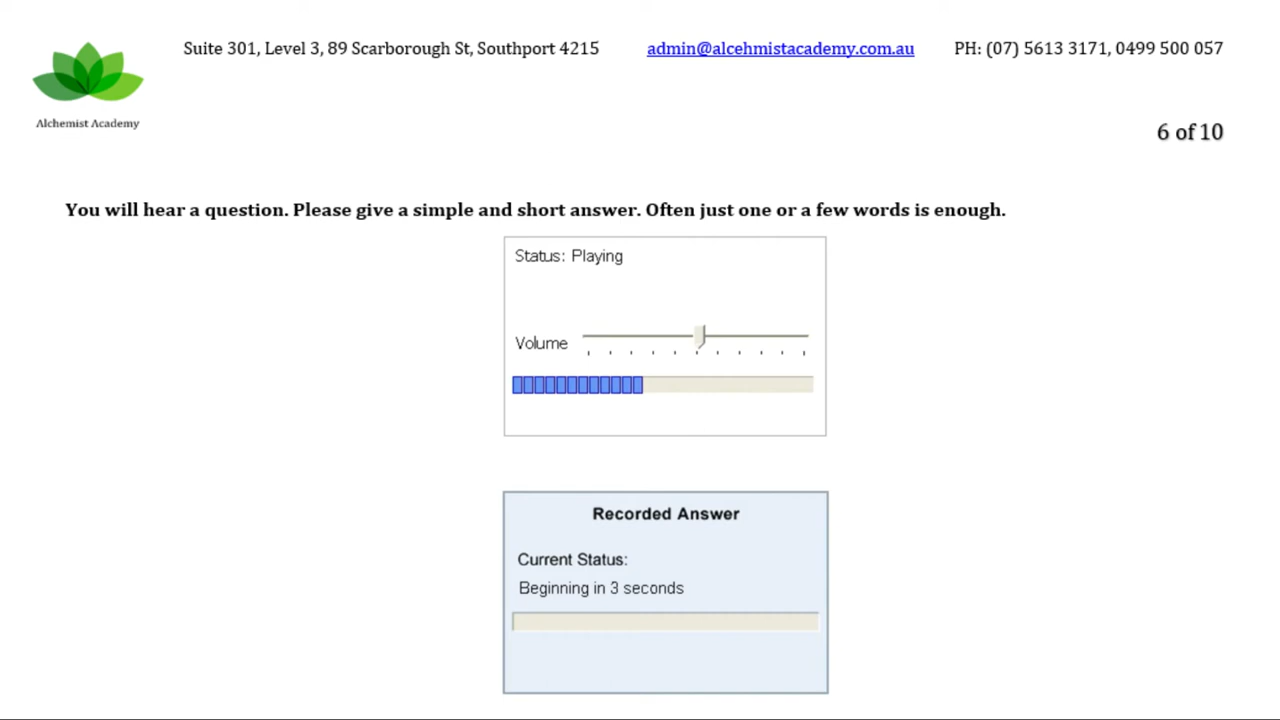 Suite 301, Level 3, 89 Scarborough St, Southport 4215 admin@alcehmistacademy.com.au PH: (07) 5613 3171, 0499 500 057
Alchemist Academy
6 of 10
You will hear a question. Please give a simple and short answer. Often just one or a few words is enough.
Status: Playing
Volume
Recorded Answer
Current Status:
Beginning in 3 seconds